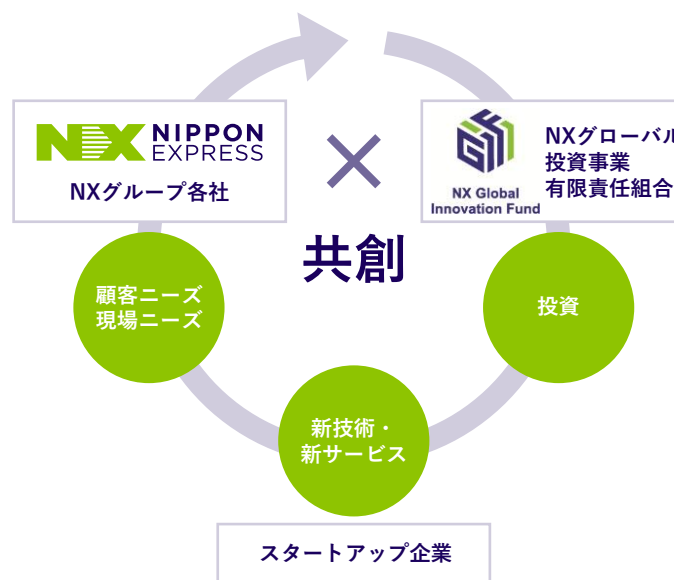 NX NIPPON
EXPRESS
NXグループ各社
NX Global
Innovation Fund
NXグローバル
投資事業
有限責任組合
共創
顧客ニーズ
現場ニーズ
投資
新技術・
新サービス
スタートアップ企業